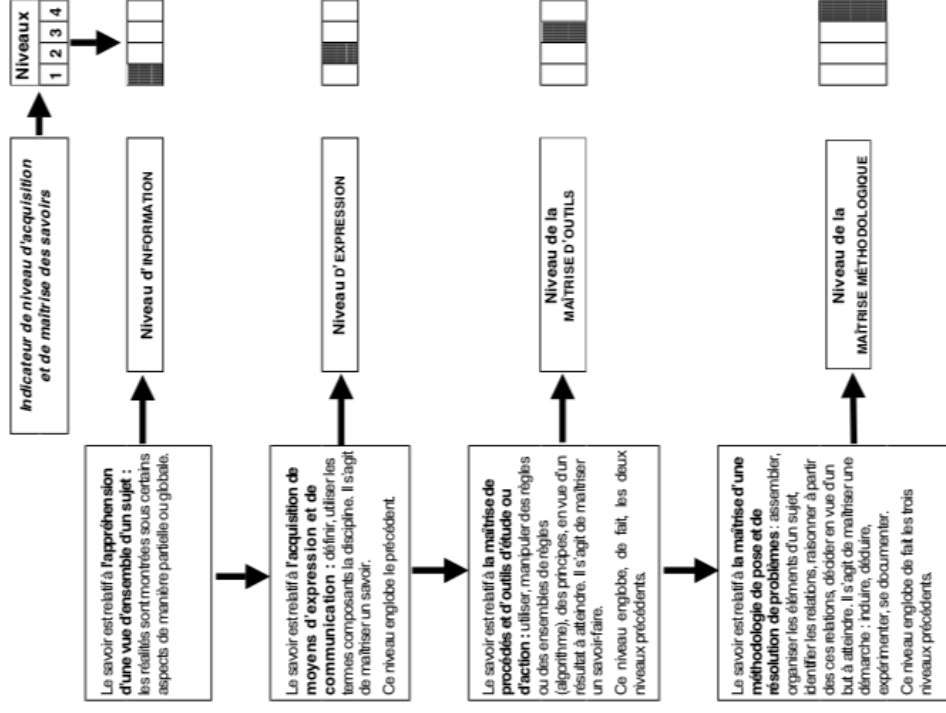 Indicateur de niveau d'acquisition
et de maîtrise des savoirs
Niveaux
1 2 3 4
Le savoir est relatif à l'appréhension
d'une vue d'ensemble d'un sujet :
les réalités sont montrées sous certains
aspects de manière partielle ou globale.
Niveau d'INFORMATION
Le savoir est relatif à l'acquisition de
moyens d'expression et de
communication : définir, utiliser les
termes composants la discipline. Il s'agit
de maîtriser un savoir.
Ce niveau englobe le précédent.
Niveau D'EXPRESSION
Le savoir est relatif à la maîtrise de
procédés et d'outils d'étude ou
d'action : utiliser, manipuler des règles
ou des ensembles de règles
(algorithme), des principes, en vue d'un
résultat à atteindre. Il s'agit de maîtriser
un savoir-faire.
Ce niveau englobe, de fait, les deux
niveaux précédents.
Niveau de la
MAÎTRISE D'OUTILS
Le savoir est relatif à la maîtrise d'une
méthodologie de pose et de
résolution de problèmes : assembler,
organiser les éléments d'un sujet,
identifier les relations, raisonner à partir
des ces relations, décider en vue d'un
but à atteindre. Il s'agit de maîtriser une
démarche : induire, déduire,
expérimenter, se documenter.
Ce niveau englobe de fait les trois
niveaux précédents.
Niveau de la
MAÎTRISE MÉTHODOLOGIQUE